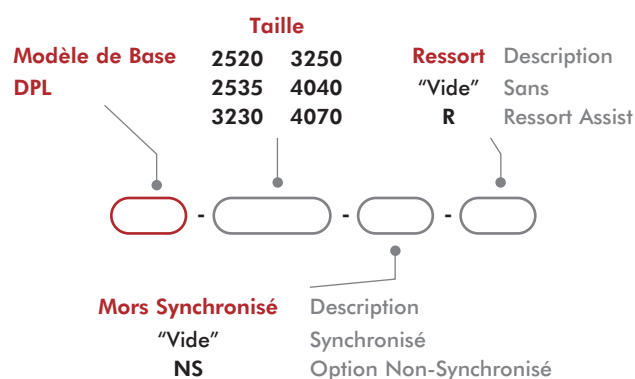 Taille
Modèle de Base 2520 3250 Ressort Description
DPL 2535 4040 “Vide” Sans
3230 4070 R Ressort Assist
- - -
Mors Synchronisé Description
“Vide” Synchronisé
NS Option Non-Synchronisé